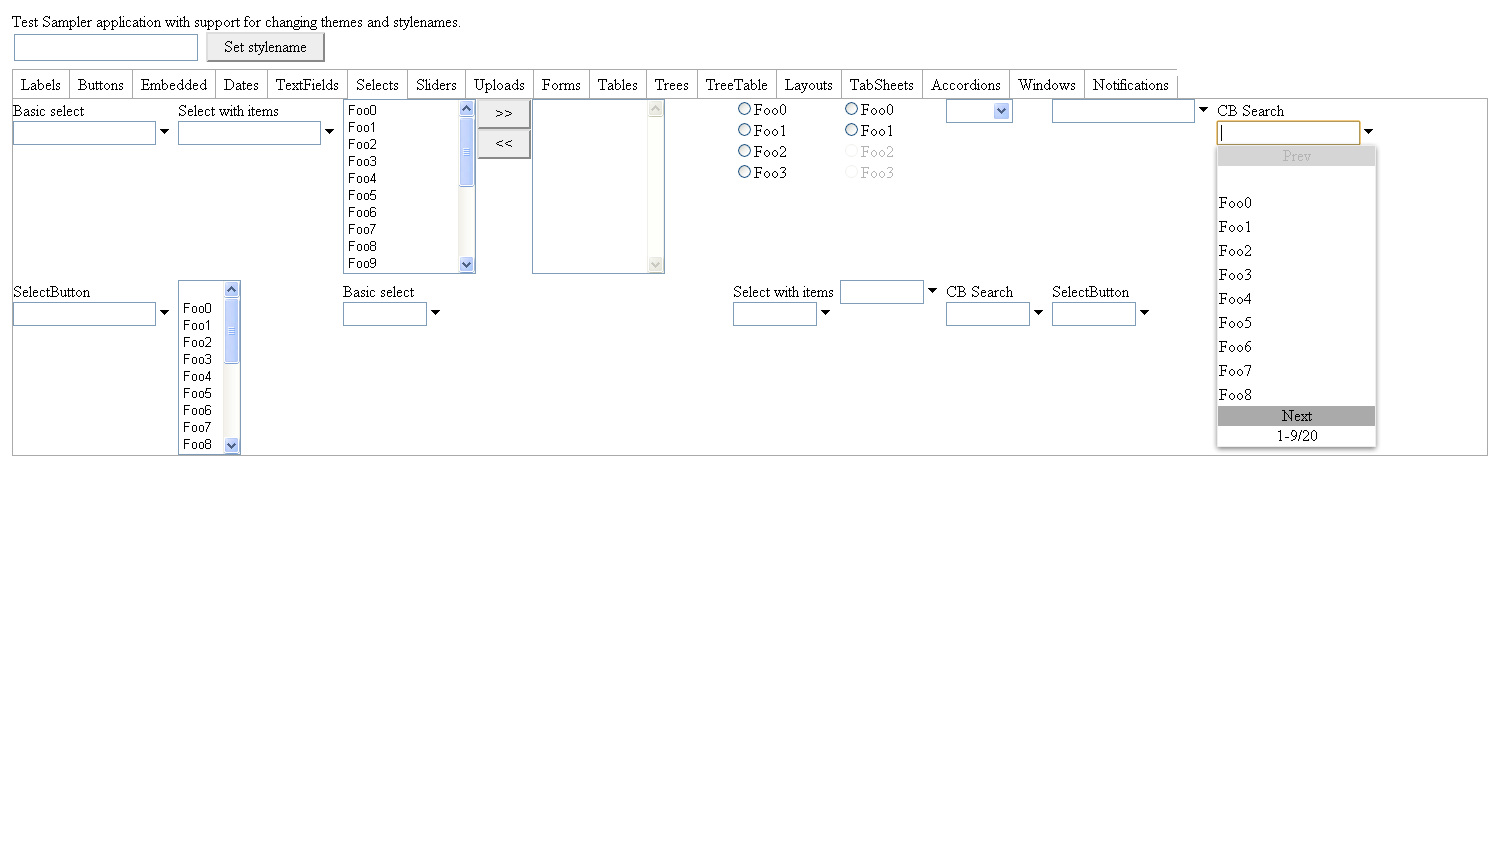 Test Sampler application with support for changing themes and stylenames.
Set stylename
Labels Buttons Embedded Dates TextFields Selects Sliders Uploads Forms Tables Trees TreeTable Layouts TabSheets Accordions Windows Notifications
Basic select
Select with items
Foo0
Foo1
Foo2
Foo3
Foo4
Foo5
Foo6
Foo7
Foo8
Foo9
>>
<<
Foo0
Foo1
Foo2
Foo3
Foo0
Foo1
Foo2
Foo3
CB Search
Prev
Foo0
Foo1
Foo2
Foo3
Foo4
Foo5
Foo6
Foo7
Foo8
Next
1-9/20
SelectButton
Foo0
Foo1
Foo2
Foo3
Foo4
Foo5
Foo6
Foo7
Foo8
Basic select
Select with items
CB Search
SelectButton